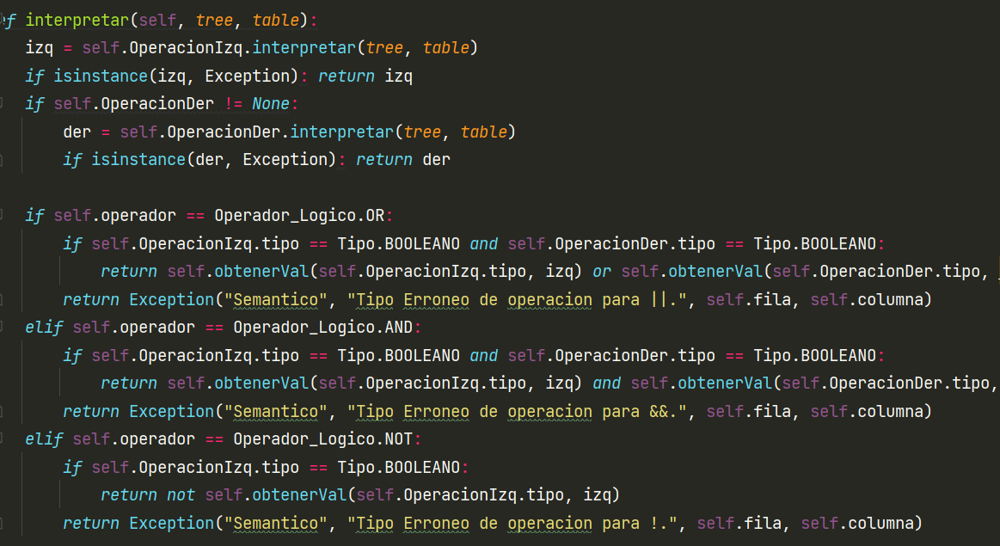 ef interpretar(self, tree, table):
izq = self.OperacionIzq.interpretar(tree, table)
if isinstance(izq, Exception): return izq
if self.OperacionDer != None:
der = self.OperacionDer.interpretar(tree, table)
if isinstance(der, Exception): return der
if self.operador == Operador_Logico.OR:
if self.OperacionIzq.tipo == Tipo.BOOLEANO and self.OperacionDer.tipo == Tipo.BOOLEANO:
return self.obtenerVal(self.OperacionIzq.tipo, izq) or self.obtenerVal(self.OperacionDer.tipo,
return Exception("Semantico", "Tipo Erroneo de operacion para ||.", self.fila, self.columna)
elif self.operador == Operador_Logico.AND:
if self.OperacionIzq.tipo == Tipo.BOOLEANO and self.OperacionDer.tipo == Tipo.BOOLEANO:
return self.obtenerVal(self.OperacionIzq.tipo, izq) and self.obtenerVal(self.OperacionDer.tipo,
return Exception("Semantico", "Tipo Erroneo de operacion para &&.", self.fila, self.columna)
elif self.operador == Operador_Logico.NOT:
if self.OperacionIzq.tipo == Tipo.BOOLEANO:
return not self.obtenerVal(self.OperacionIzq.tipo, izq)
return Exception("Semantico", "Tipo Erroneo de operacion para !.", self.fila, self.columna)